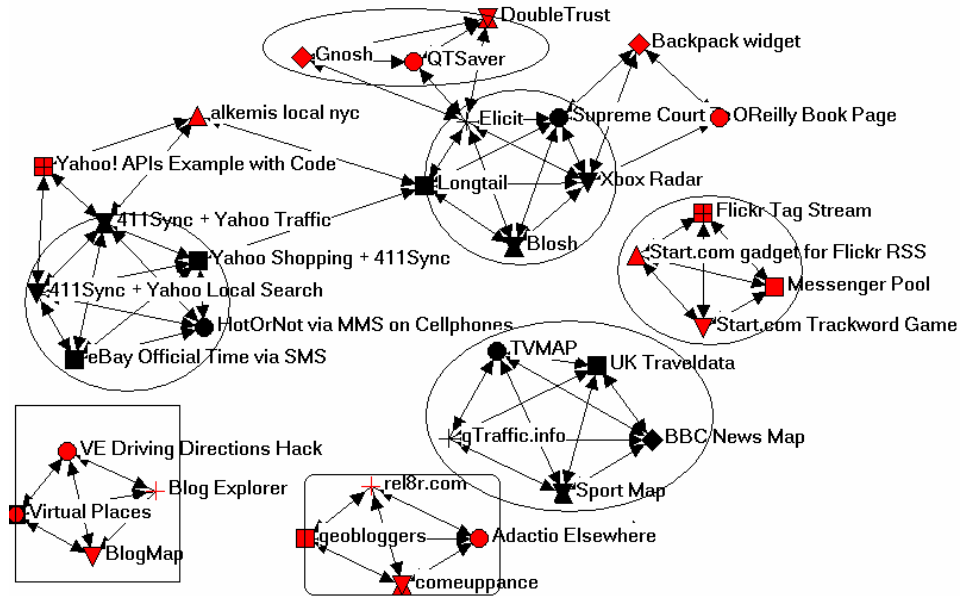 DoubleTrust
Gnosh
QTSaver
Backpack widget
alkemis local nyc
Elicit
Supreme Court
OReilly Book Page
Yahoo! APIs Example with Code
Longtail
Xbox Radar
411Sync + Yahoo Traffic
Flickr Tag Stream
Blosh
Yahoo Shopping + 411Sync
Start.com gadget for Flickr RSS
411Sync + Yahoo Local Search
Messenger Pool
HotOrNot via MMS on Cellphones
Start.com Trackword Game
eBay Official Time via SMS
TVMAP
UK Traveldata
gTraffic.info
BBC News Map
VE Driving Directions Hack
Blog Explorer
rel8r.com
Sport Map
Virtual Places
geobloggers
Adactio Elsewhere
BlogMap
comeuppance